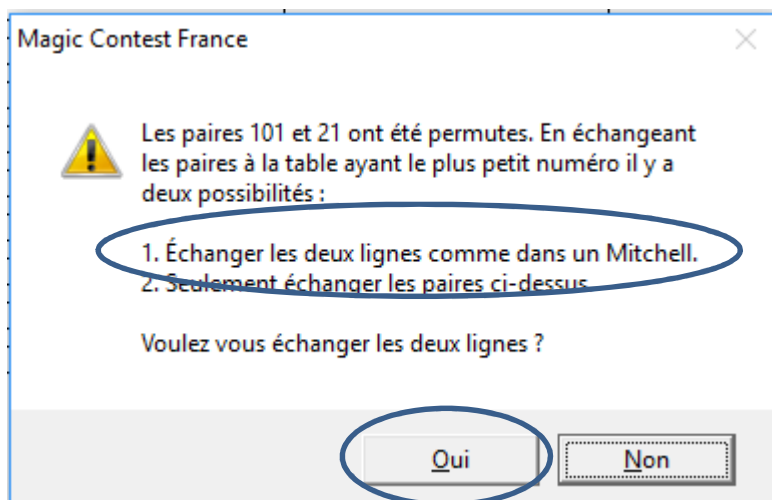 Magic Contest France
Les paires 101 et 21 ont été permutes. En échangeant
les paires à la table ayant le plus petit numéro il y a
deux possibilités :
1. Échanger les deux lignes comme dans un Mitchell.
2. Seulement échanger les paires ci-dessus.
Voulez vous échanger les deux lignes ?
Oui
Non